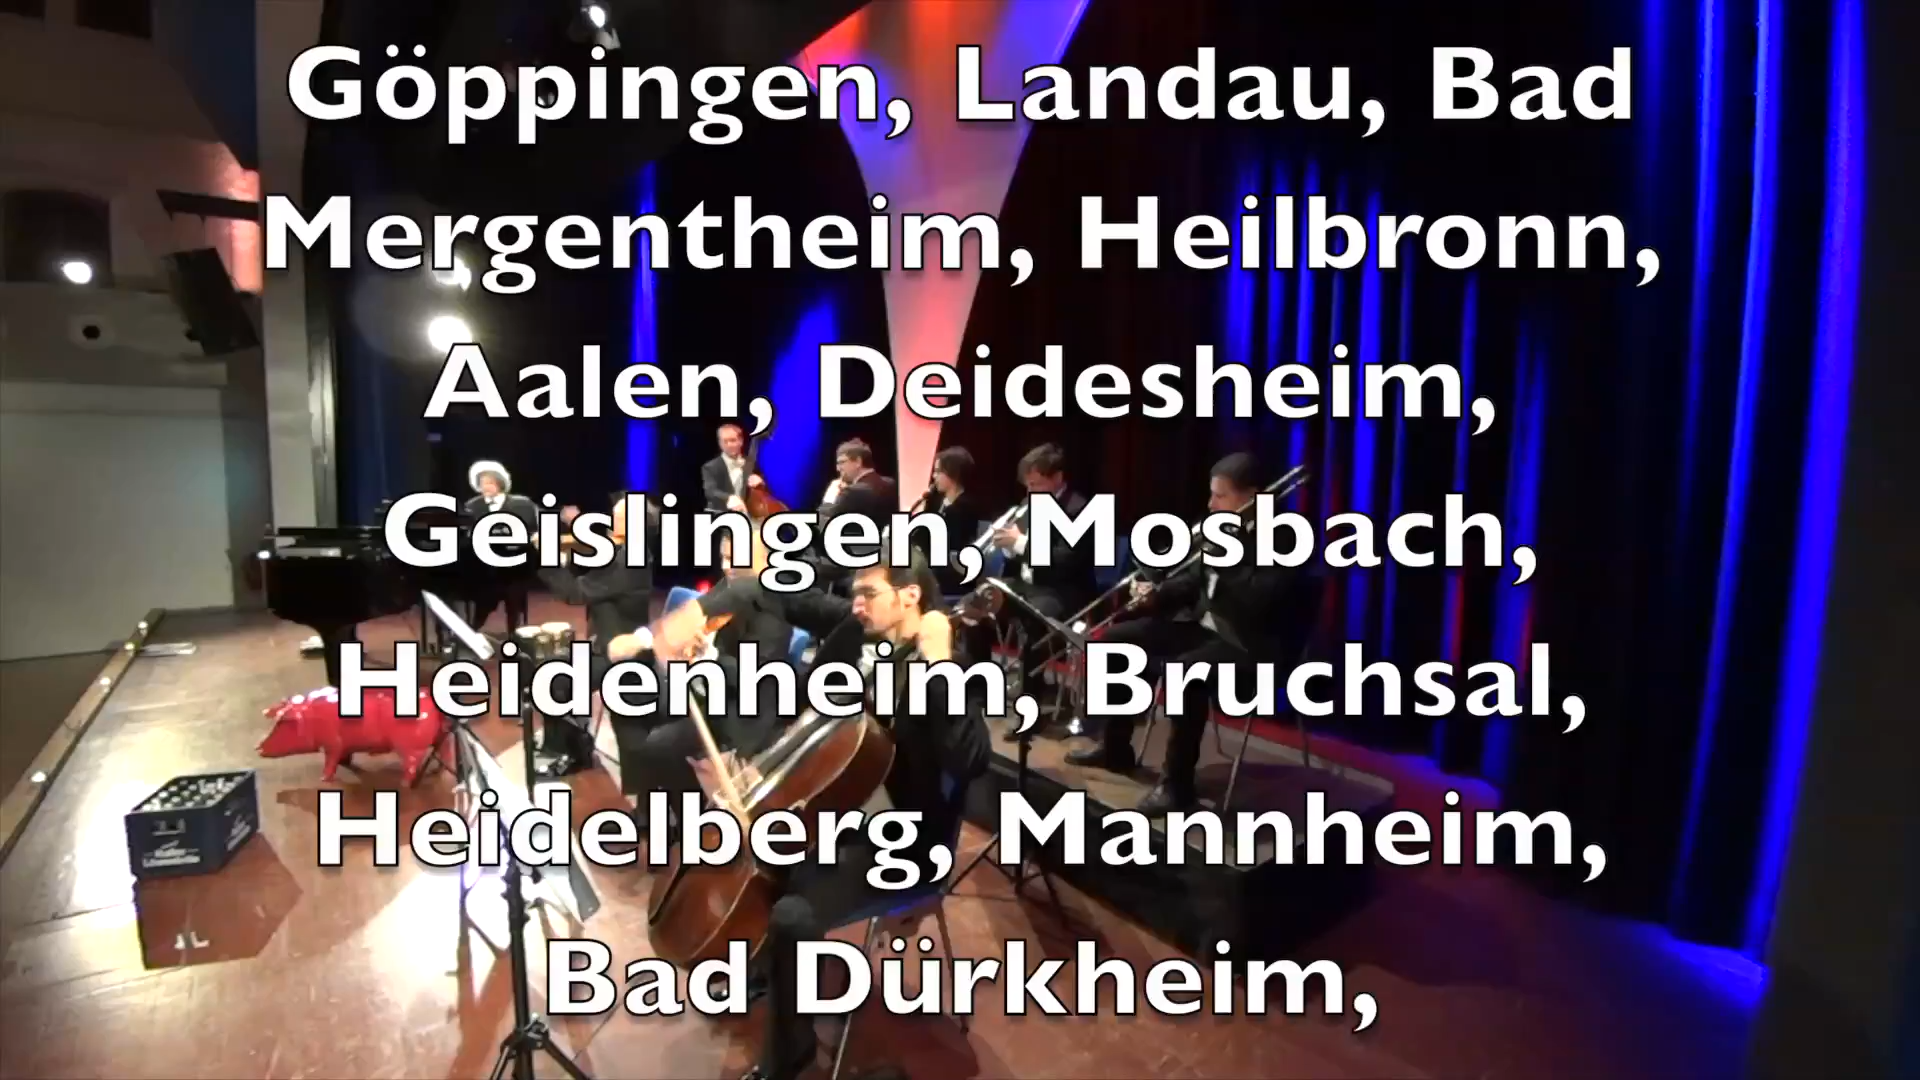 Göppingen, Landau, Bad
Mergentheim, Heilbronn,
Aalen, Deidesheim,
Geislingen, Mosbach,
Heidenheim, Bruchsal,
Heidelberg, Mannheim,
Bad Dürkheim,